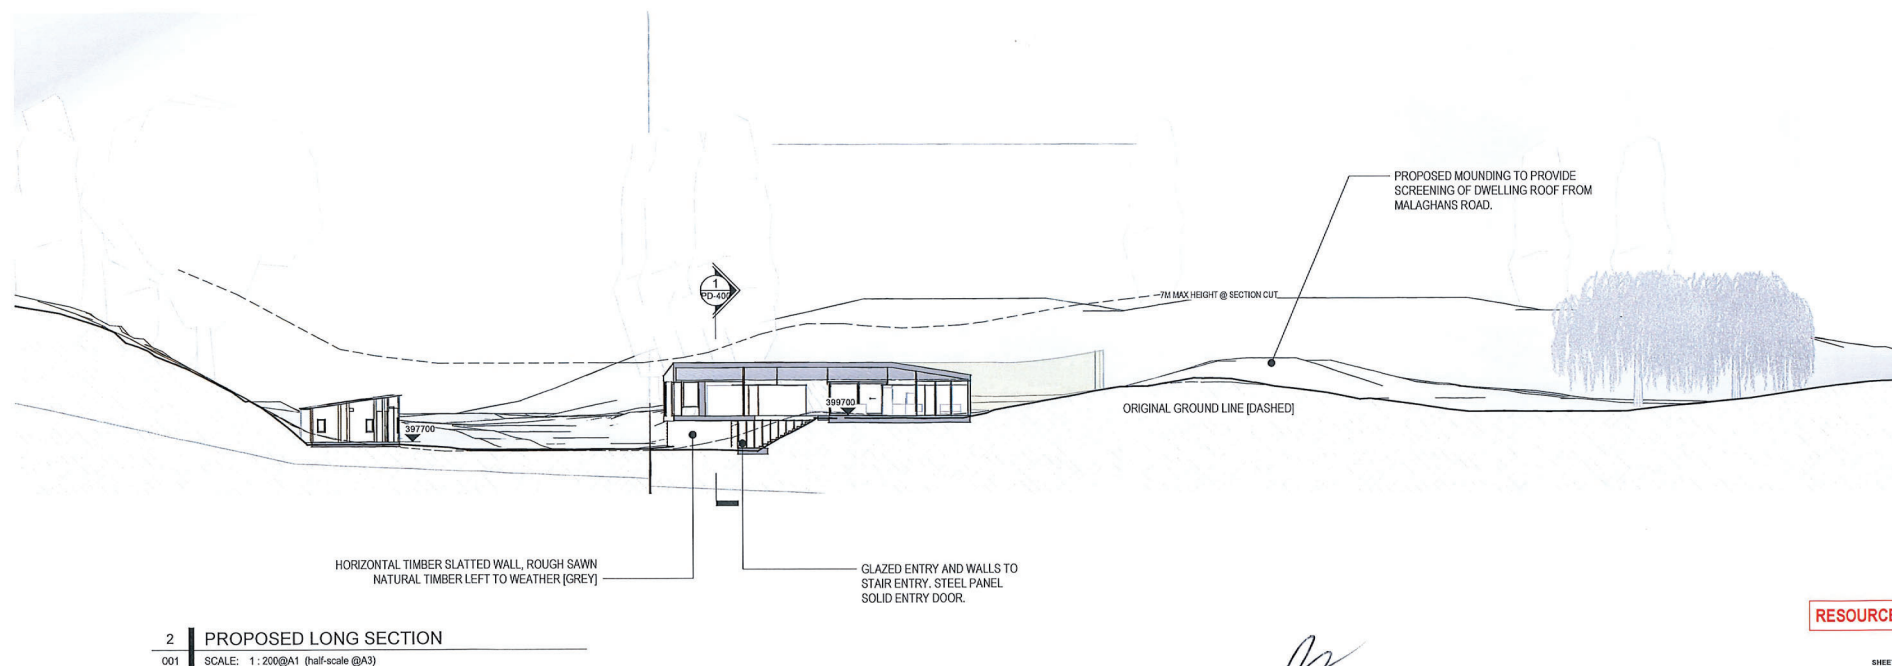 PROPOSED MOUNDING TO PROVIDE
SCREENING OF DWELLING ROOF FROM
MALAGHANS ROAD.
1
PD-400
7M MAX HEIGHT @ SECTION CUT
399700
ORIGINAL GROUND LINE [DASHED]
397700
HORIZONTAL TIMBER SLATTED WALL, ROUGH SAWN
NATURAL TIMBER LEFT TO WEATHER [GREY]
GLAZED ENTRY AND WALLS TO
STAIR ENTRY. STEEL PANEL
SOLID ENTRY DOOR.
RESOURCE
2 PROPOSED LONG SECTION
001 SCALE: 1 : 200@A1 (half-scale @A3)
SHEE